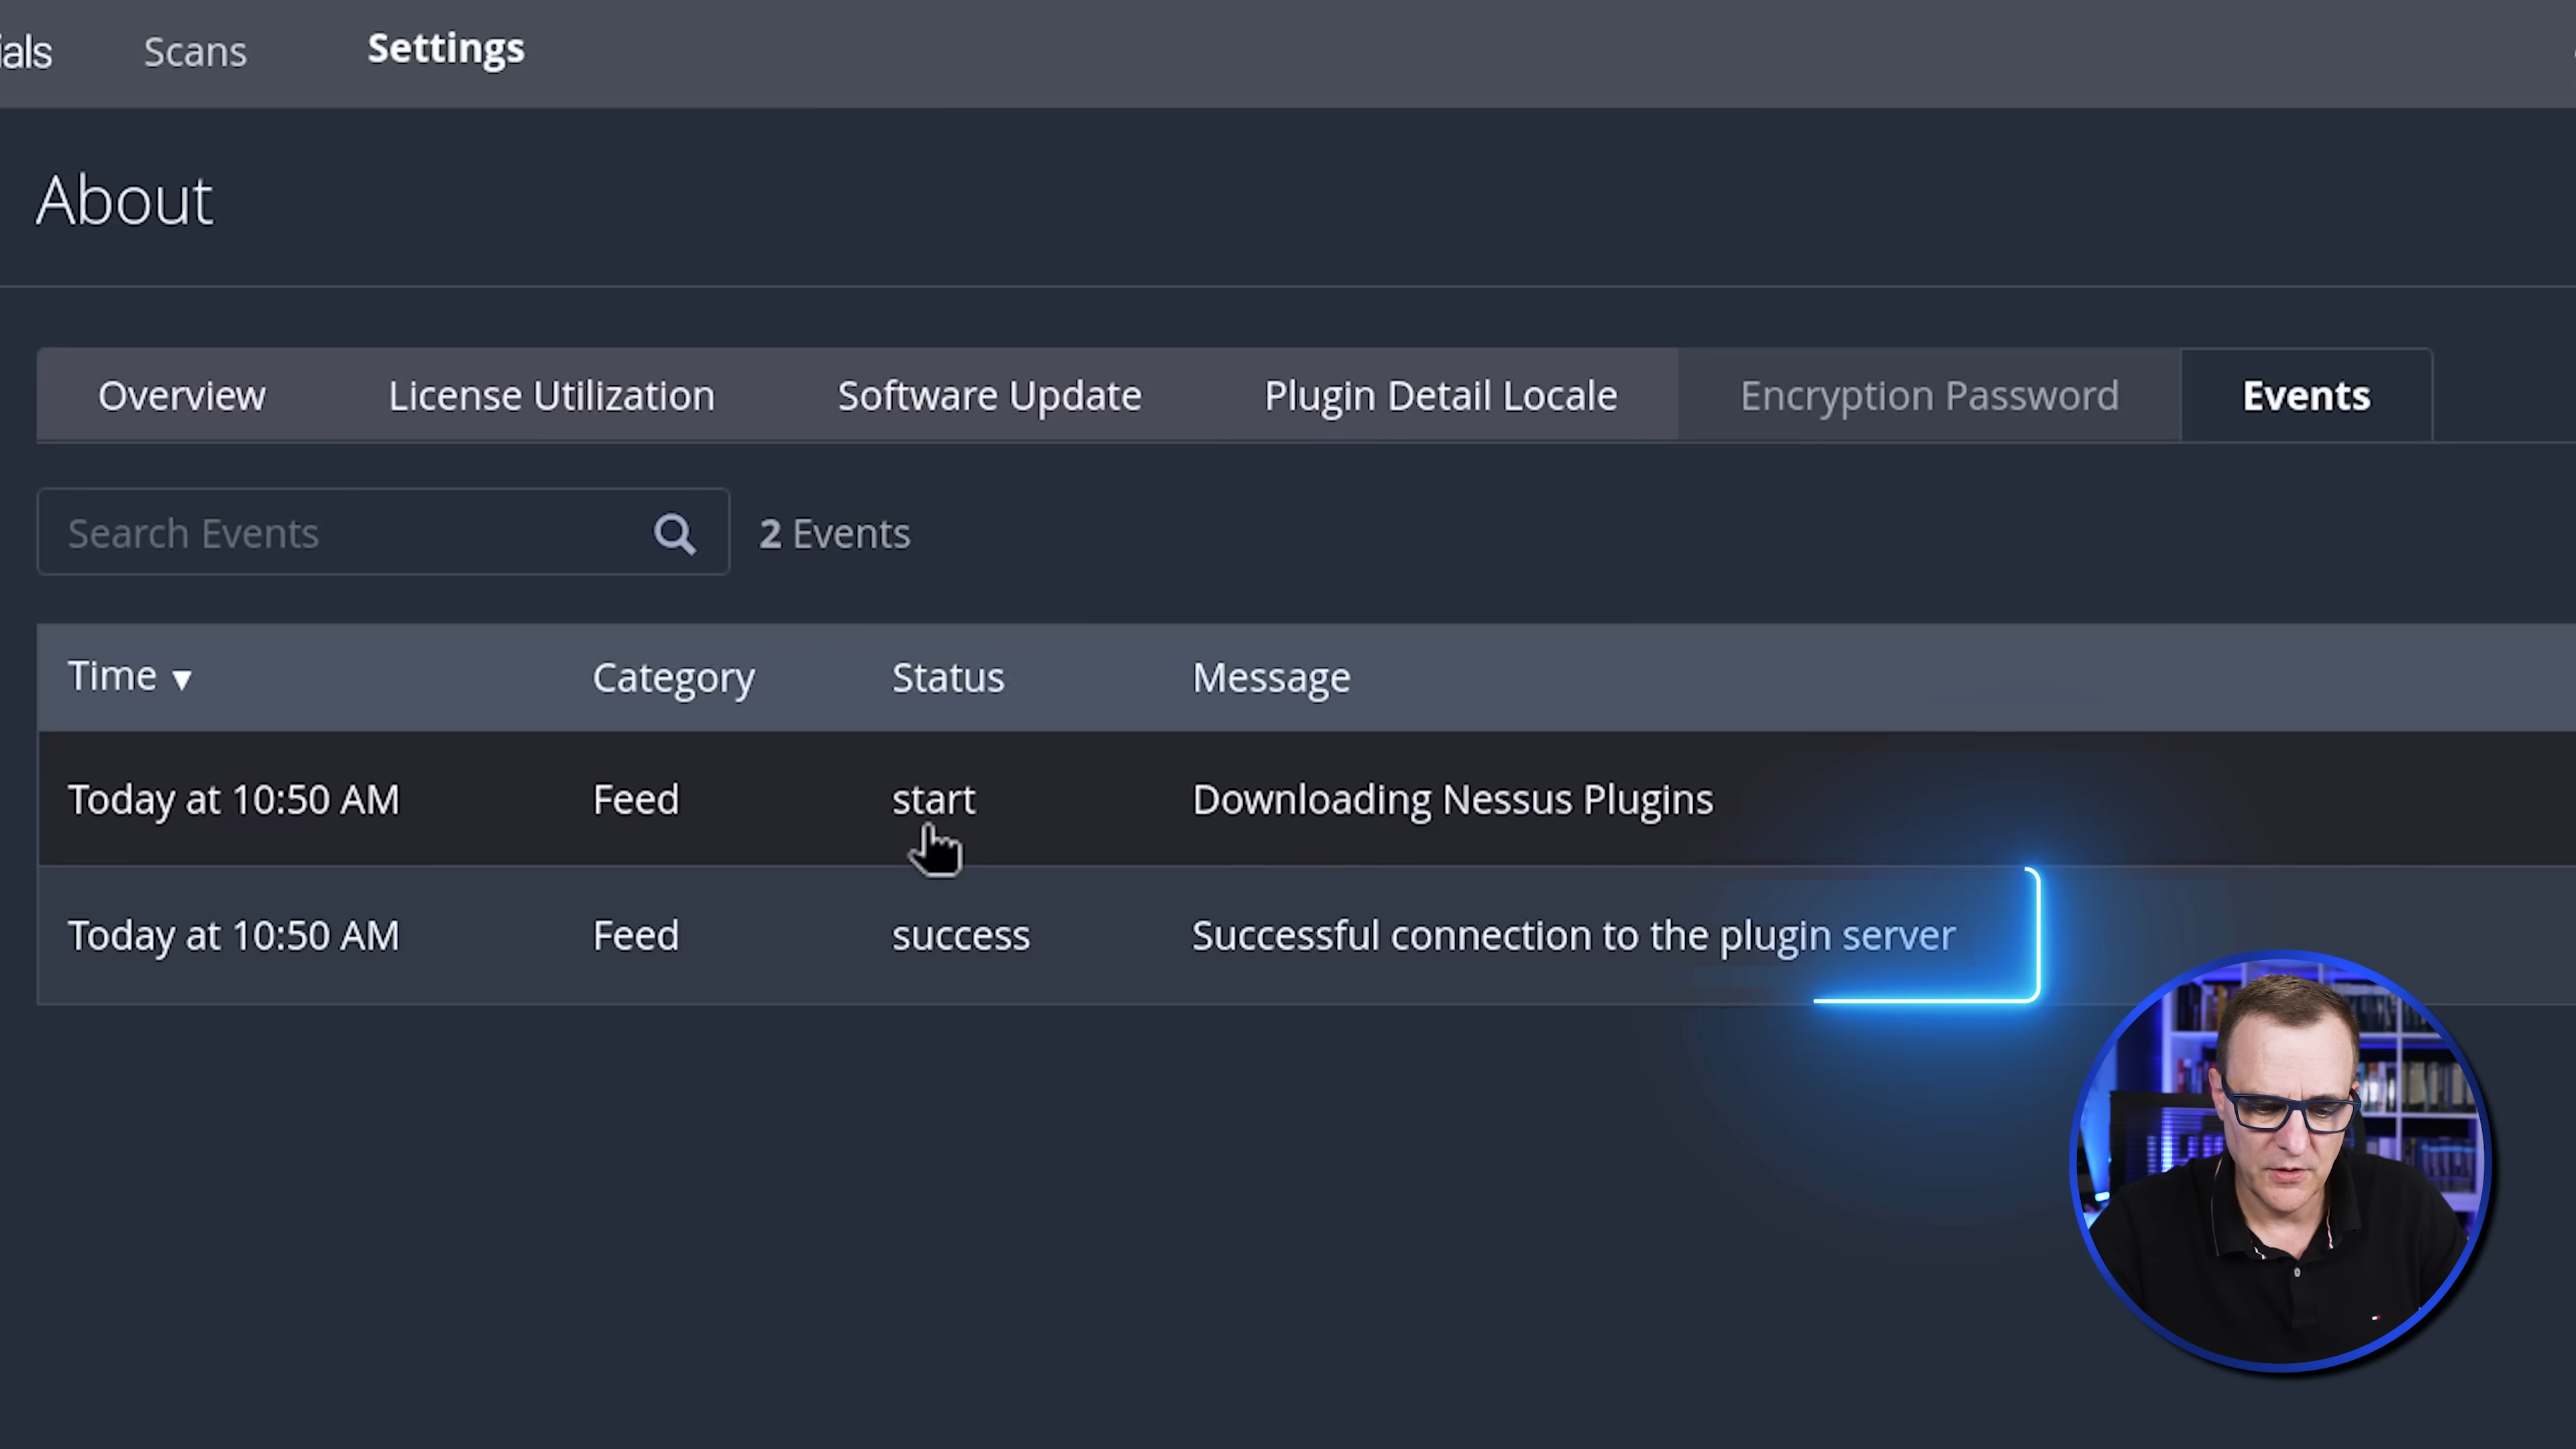 ials Scans Settings
About
Overview License Utilization Software Update Plugin Detail Locale Encryption Password Events
Search Events 2 Events
Time ▼ Category Status Message
Today at 10:50 AM Feed start Downloading Nessus Plugins
Today at 10:50 AM Feed success Successful connection to the plugin server